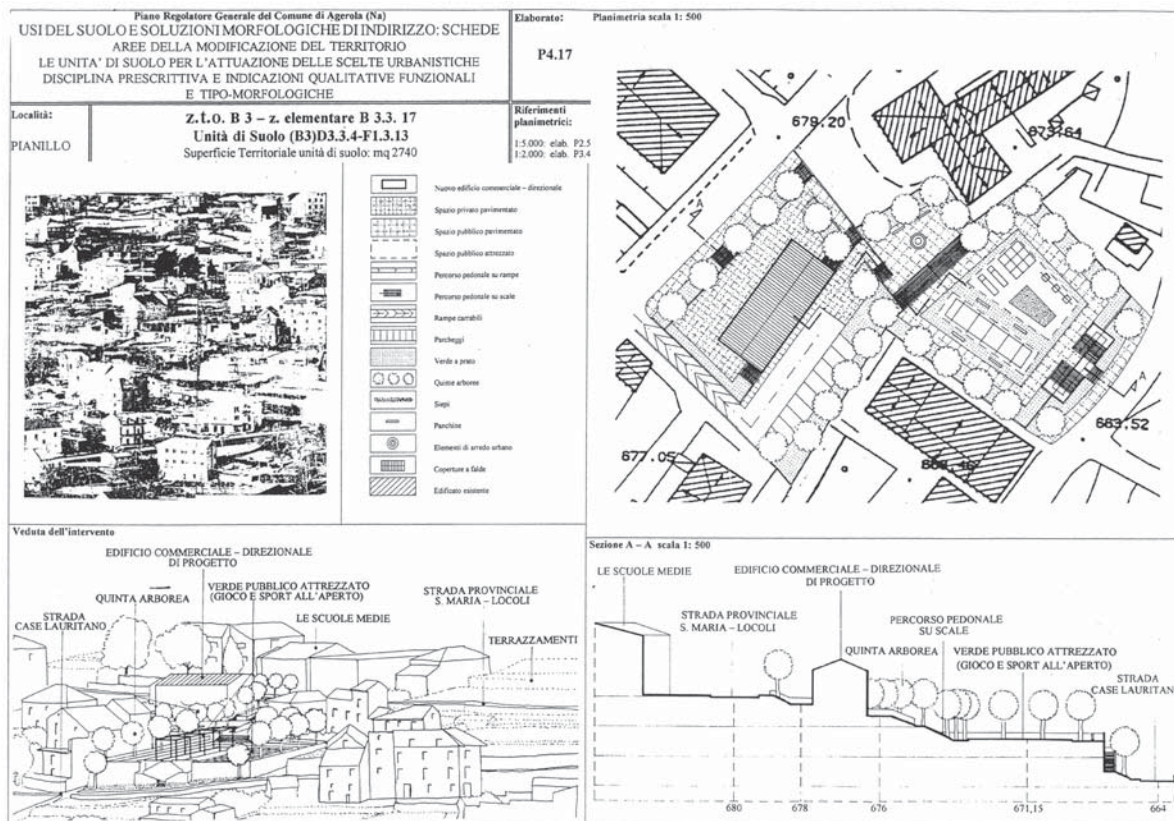 Piano Regolatore Generale del Comune di Agerola (Na)
USI DEL SUOLO E SOLUZIONI MORFOLOGICHE DI INDIRIZZO: SCHEDE
AREE DELLA MODIFICAZIONE DEL TERRITORIO
LE UNITA' DI SUOLO PER L'ATTUAZIONE DELLE SCELTE URBANISTICHE
DISCIPLINA PRESCRITTIVA E INDICAZIONI QUALITATIVE FUNZIONALI
E TIPO-MORFOLOGICHE
Elaborato:
P4.17
Località:
PIANILLO
z.t.o. B 3 – z. elementare B 3.3. 17
Unità di Suolo (B3)D3.3.4-F1.3.13
Superficie Territoriale unità di suolo: mq 2740
Riferimenti
planimetrici:
1:5.000: elab. P2.5
1:2.000: elab. P3.4
Nuovo edificio commerciale – direzionale
Spazio privato pavimentato
Spazio pubblico pavimentato
Spazio pubblico attrezzato
Percorso pedonale su rampe
Percorso pedonale su scale
Rampe carrabili
Parcheggi
Verde a prato
Quinte arboree
Siepi
Panchine
Elementi di arredo urbano
Coperture a falde
Edificato esistente
Planimetria scala 1: 500
679.20
673.64
A
683.52
677.05
Veduta dell'intervento
EDIFICIO COMMERCIALE – DIREZIONALE
DI PROGETTO
QUINTA ARBOREA
VERDE PUBBLICO ATTREZZATO
(GIOCO E SPORT ALL'APERTO)
STRADA PROVINCIALE
S. MARIA – LOCOLI
STRADA
CASE LAURITANO
LE SCUOLE MEDIE
TERRAZZAMENTI
Sezione A – A scala 1: 500
LE SCUOLE MEDIE
EDIFICIO COMMERCIALE – DIREZIONALE
DI PROGETTO
STRADA PROVINCIALE
S. MARIA – LOCOLI
PERCORSO PEDONALE
SU SCALE
QUINTA ARBOREA
VERDE PUBBLICO ATTREZZATO
(GIOCO E SPORT ALL'APERTO)
STRADA
CASE LAURITAN
680
678
676
671,15
664